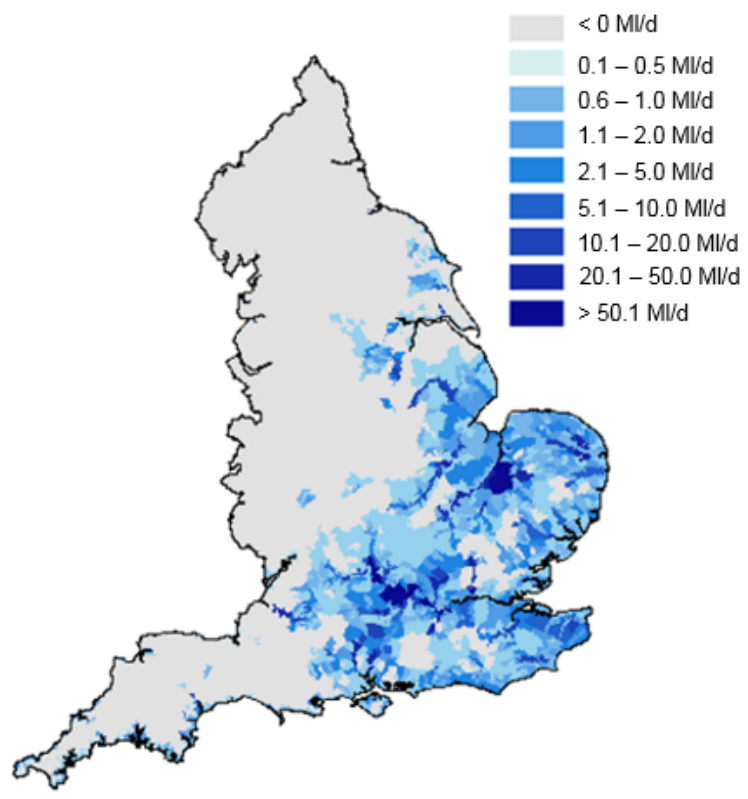 < 0 Ml/d
0.1 – 0.5 Ml/d
0.6 – 1.0 Ml/d
1.1 – 2.0 Ml/d
2.1 – 5.0 Ml/d
5.1 – 10.0 Ml/d
10.1 – 20.0 Ml/d
20.1 – 50.0 Ml/d
> 50.1 Ml/d